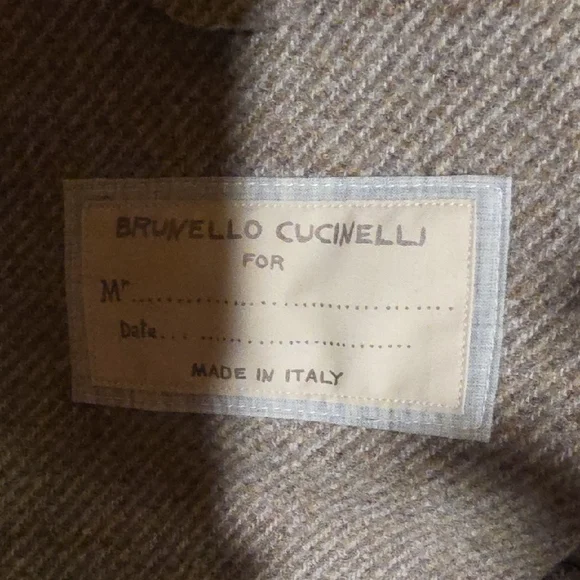 BRUNELLO CUCINELLI
FOR
Mr..............................
Date... ......................
MADE IN ITALY